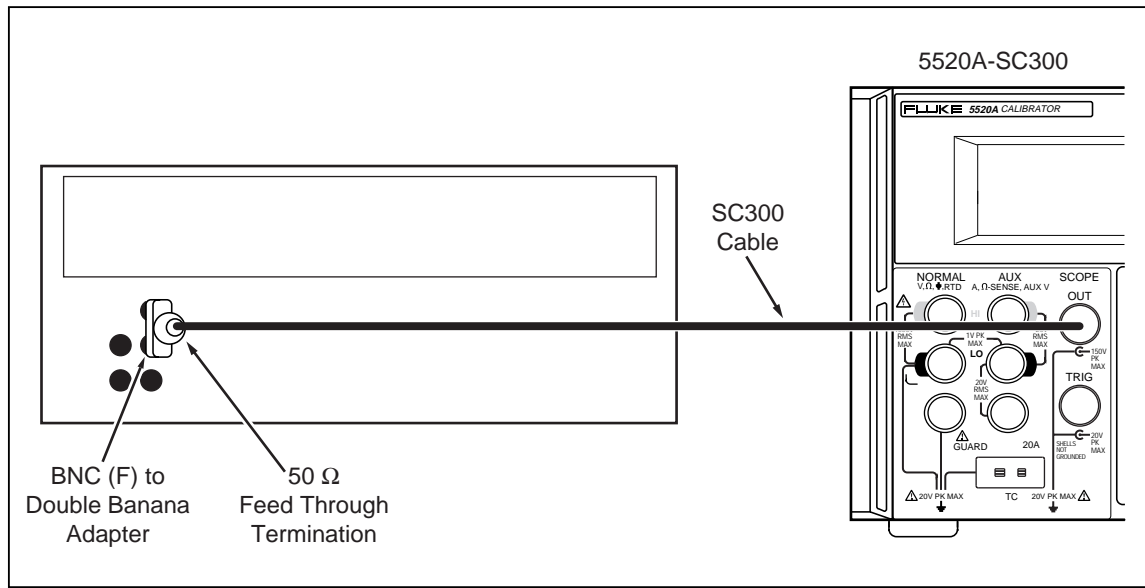 5520A-SC300
FLUKE 5520A CALIBRATOR
SC300
Cable
NORMAL
V, Ω, RTD
AUX
A, Ω-SENSE, AUX V
SCOPE
OUT
HI
RMS
MAX
1V PK
MAX
RMS
MAX
LO
150V
PK
MAX
20V
RMS
MAX
TRIG
GUARD
20A
SHELLS
NOT
GROUNDED
20V
PK
MAX
20V PK MAX
TC
20V PK MAX
BNC (F) to
Double Banana
Adapter
50 Ω
Feed Through
Termination